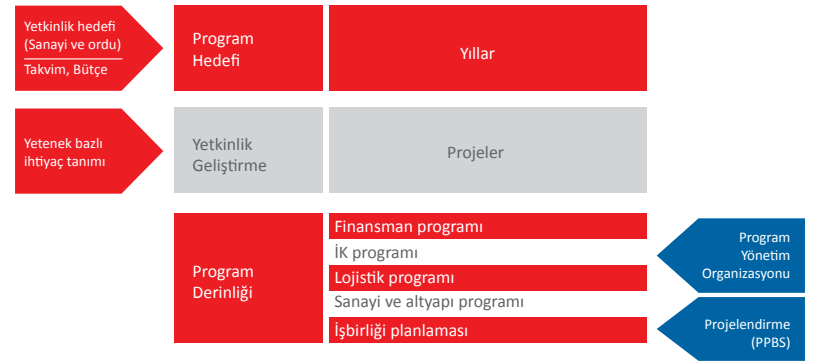 Yetkinlik hedefi
(Sanayi ve ordu)
Takvim, Bütçe
Program
Hedefi
Yıllar
Yetenek bazlı
ihtiyaç tanımı
Yetkinlik
Geliştirme
Projeler
Program
Derinliği
Finansman programı
İK programı
Lojistik programı
Sanayi ve altyapı programı
İşbirliği planlaması
Program
Yönetim
Organizasyonu
Projelendirme
(PPBS)